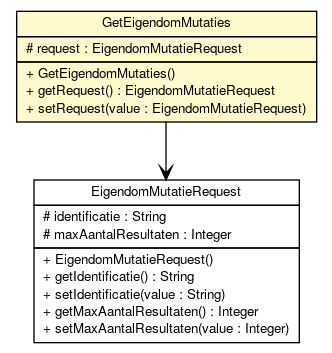 GetEigendomMutaties
# request : EigendomMutatieRequest
+ GetEigendomMutaties()
+ getRequest() : EigendomMutatieRequest
+ setRequest(value : EigendomMutatieRequest)
EigendomMutatieRequest
# identificatie : String
# maxAantalResultaten : Integer
+ EigendomMutatieRequest()
+ getIdentificatie() : String
+ setIdentificatie(value : String)
+ getMaxAantalResultaten() : Integer
+ setMaxAantalResultaten(value : Integer)